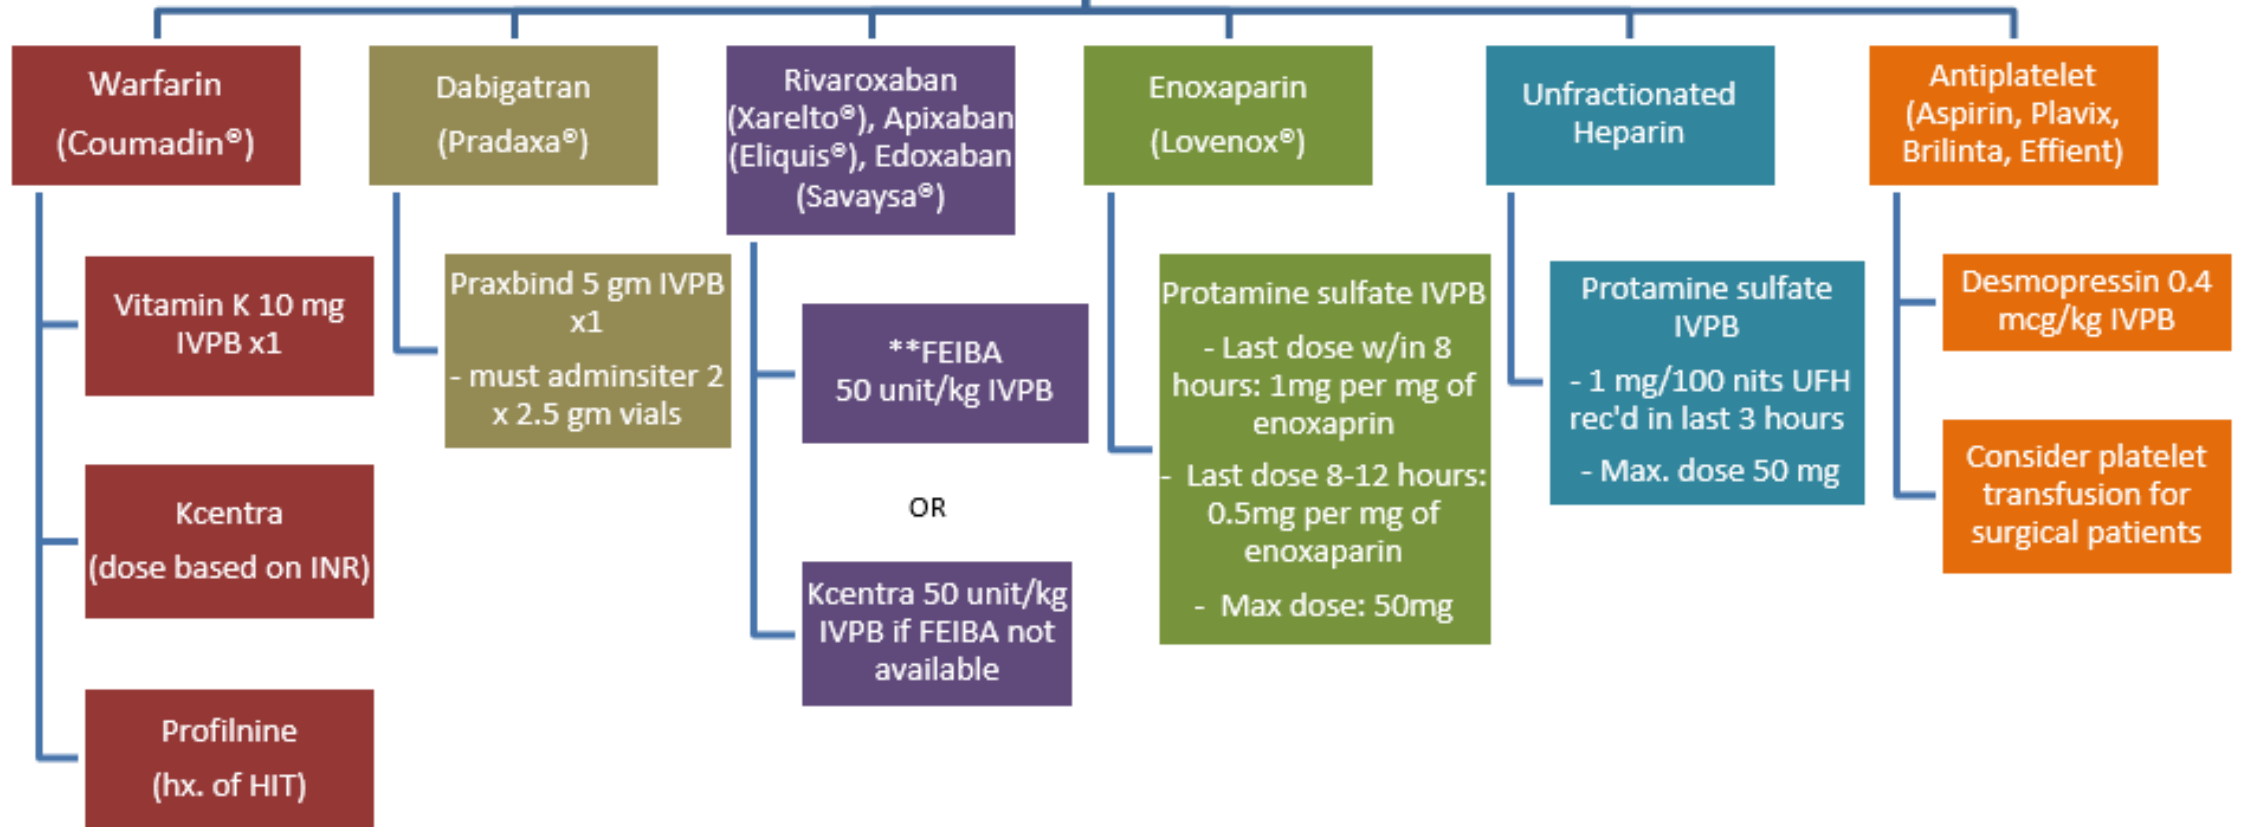 Warfarin
(Coumadin®)
Vitamin K 10 mg
IVPB x1
Kcentra
(dose based on INR)
Profilnine
(hx. of HIT)
Dabigatran
(Pradaxa®)
Praxbind 5 gm IVPB
x1
- must adminsiter 2
x 2.5 gm vials
Rivaroxaban
(Xarelto®), Apixaban
(Eliquis®), Edoxaban
(Savaysa®)
**FEIBA
50 unit/kg IVPB
OR
Kcentra 50 unit/kg
IVPB if FEIBA not
available
Enoxaparin
(Lovenox®)
Protamine sulfate IVPB
- Last dose w/in 8
hours: 1mg per mg of
enoxaprin
- Last dose 8-12 hours:
0.5mg per mg of
enoxaparin
- Max dose: 50mg
Unfractionated
Heparin
Protamine sulfate
IVPB
- 1 mg/100 nits UFH
rec'd in last 3 hours
- Max. dose 50 mg
Antiplatelet
(Aspirin, Plavix,
Brilinta, Effient)
Desmopressin 0.4
mcg/kg IVPB
Consider platelet
transfusion for
surgical patients